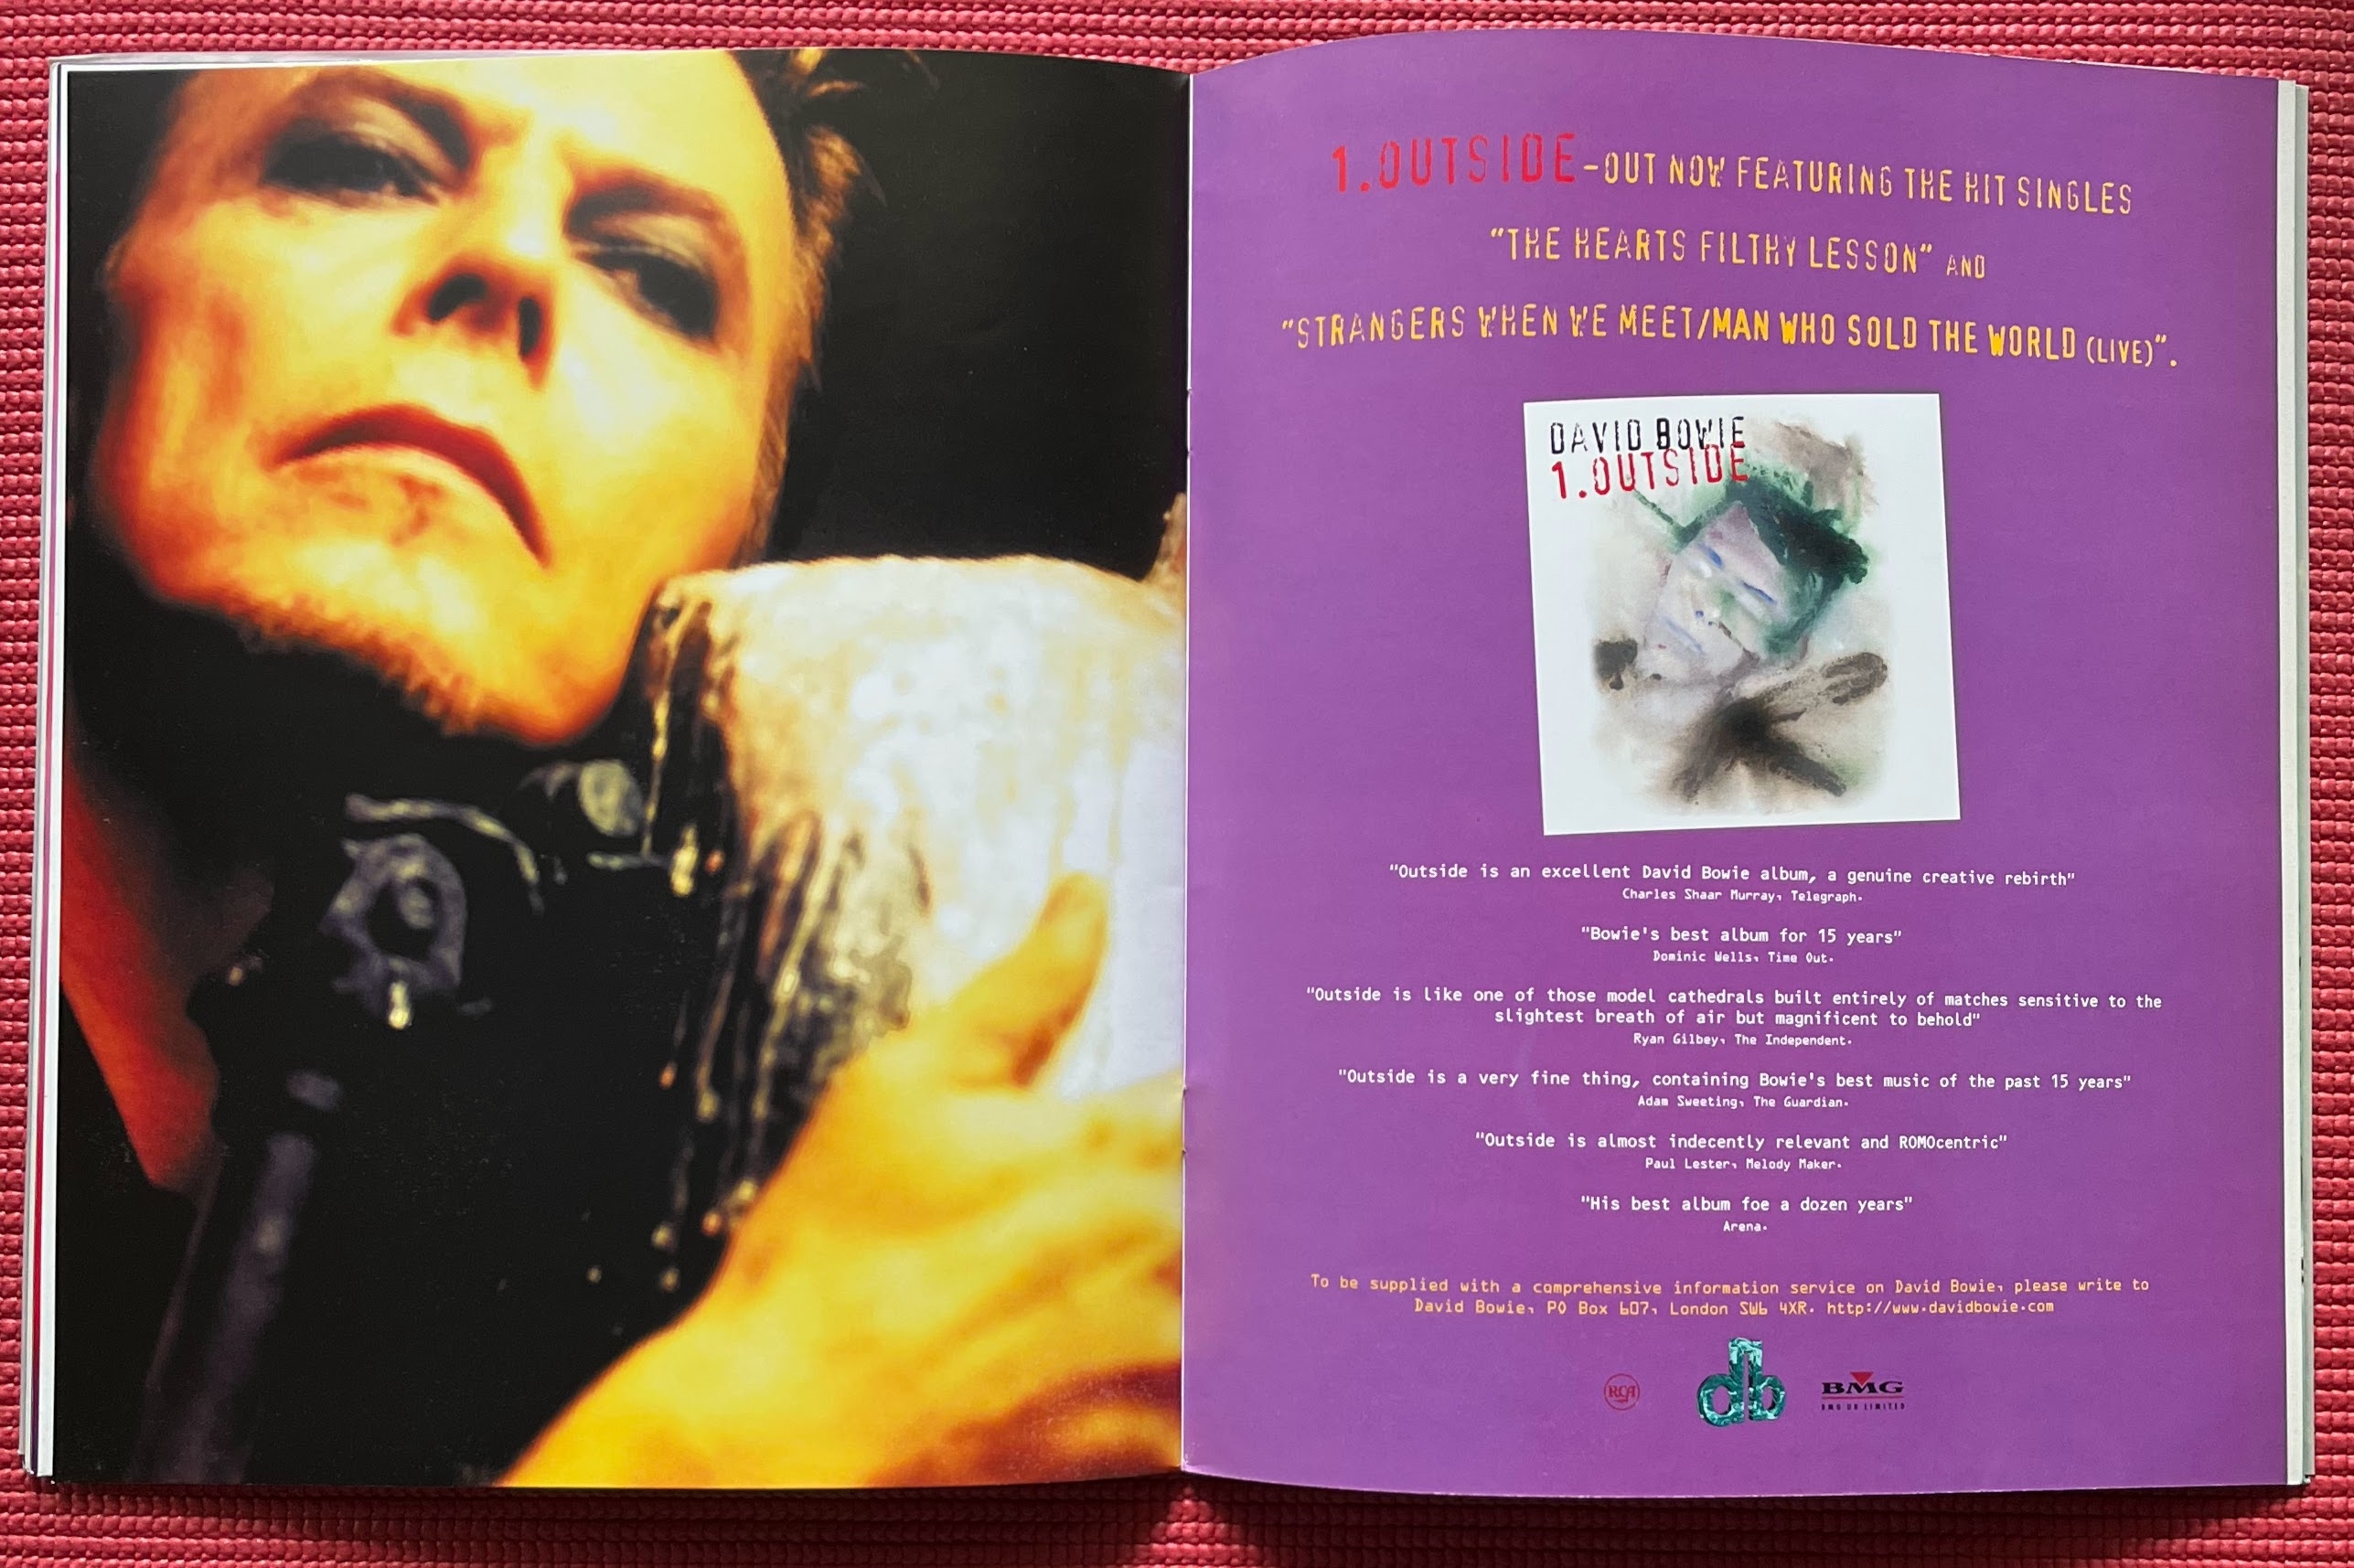 1.OUTSIDE-OUT NOW FEATURING THE HIT SINGLES
"THE HEARTS FILTHY LESSON" AND
"STRANGERS WHEN WE MEET/MAN WHO SOLD THE WORLD (LIVE)".
DAVID BOWIE
1.OUTSIDE
"Outside is an excellent David Bowie album, a genuine creative rebirth"
Charles Shaar Murray, Telegraph.
"Bowie's best album for 15 years"
Dominic Wells, Time Out.
"Outside is like one of those model cathedrals built entirely of matches sensitive to the
slightest breath of air but magnificent to behold"
Ryan Gilbey, The Independent.
"Outside is a very fine thing, containing Bowie's best music of the past 15 years"
Adam Sweeting, The Guardian.
"Outside is almost indecently relevant and ROMOcentric"
Paul Lester, Melody Maker.
"His best album foe a dozen years"
Arena.
To be supplied with a comprehensive information service on David Bowie, please write to
David Bowie, PO Box 607, London SW6 4XR. http://www.davidbowie.com
RCA
db
BMG
BMG UK LIMITED